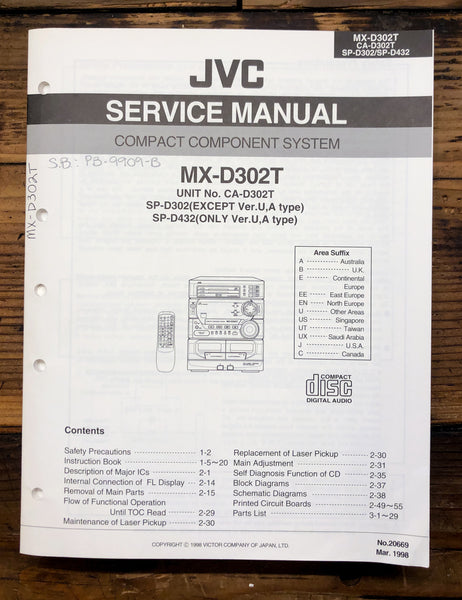 MX-D302T
CA-D302T
SP-D302/SP-D432
JVC
SERVICE MANUAL
COMPACT COMPONENT SYSTEM
S.B.: PB-9909-B
MX-D302T
MX-D302T
UNIT No. CA-D302T
SP-D302(EXCEPT Ver.U,A type)
SP-D432(ONLY Ver.U,A type)
Area Suffix
A ---------- Australia
B ---------- U.K.
E ---------- Continental
Europe
EE ---------- East Europe
EN ---------- North Europe
U ---------- Other Areas
US ---------- Singapore
UT ---------- Taiwan
UX ---------- Saudi Arabia
J ---------- U.S.A.
C ---------- Canada
COMPACT
disc
DIGITAL AUDIO
Contents
Safety Precautions ---------- 1-2
Instruction Book ---------- 1-5~20
Description of Major ICs ---------- 2-1
Internal Connection of FL Display ---------- 2-14
Removal of Main Parts ---------- 2-15
Flow of Functional Operation
Until TOC Read ---------- 2-29
Maintenance of Laser Pickup ---------- 2-30
Replacement of Laser Pickup ---------- 2-30
Main Adjustment ---------- 2-31
Self Diagnosis Function of CD ---------- 2-35
Block Diagrams ---------- 2-37
Schematic Diagrams ---------- 2-38
Printed Circuit Boards ---------- 2-49~55
Parts List ---------- 3-1~29
COPYRIGHT © 1998 VICTOR COMPANY OF JAPAN, LTD.
No.20669
Mar. 1998